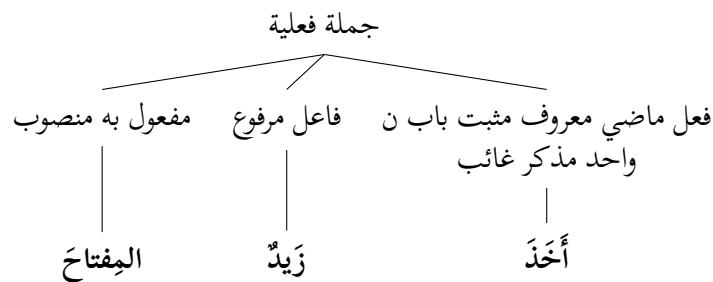 جملة فعلية
فعل ماضي معروف مثبت باب ن
واحد مذكر غائب
فاعل مرفوع
مفعول به منصوب
أَخَذَ
زَيدٌ
المِفتاحَ